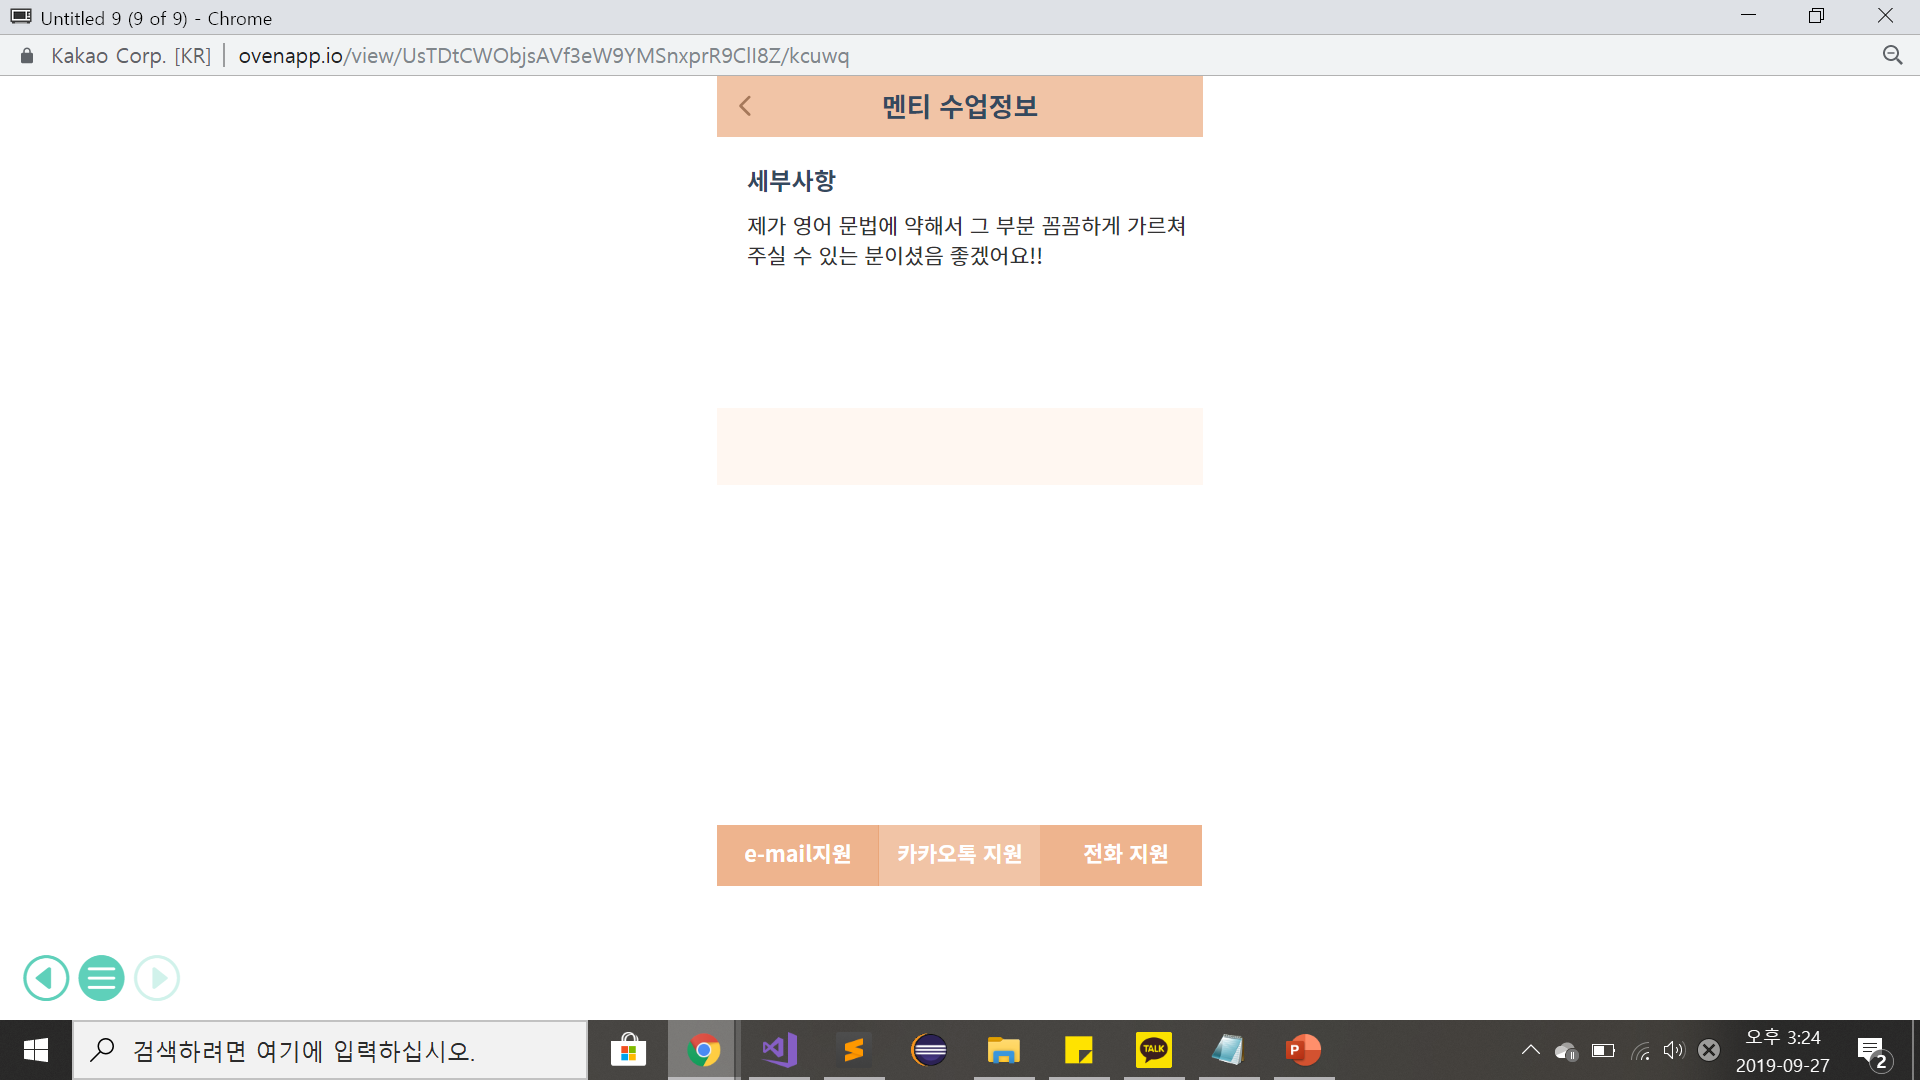 Untitled 9 (9 of 9) - Chrome
Kakao Corp. [KR] | ovenapp.io/view/UsTDtCWObjsAVf3eW9YMSnxprR9ClI8Z/kcuwq
멘티 수업정보
세부사항
제가 영어 문법에 약해서 그 부분 꼼꼼하게 가르쳐
주실 수 있는 분이셨음 좋겠어요!!
e-mail지원 카카오톡 지원 전화 지원
검색하려면 여기에 입력하십시오.
TALK
P
오후 3:24
2019-09-27
2